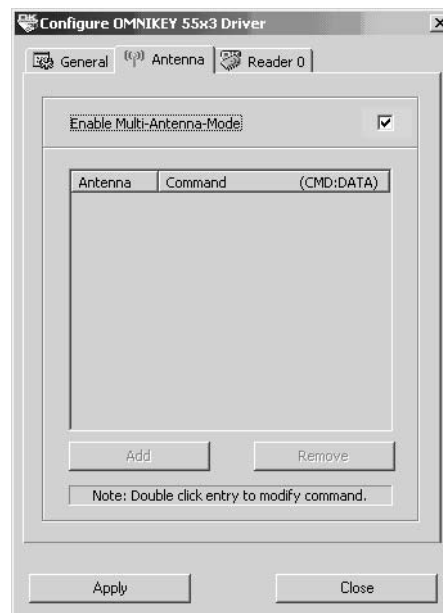 Configure OMNIKEY 55x3 Driver
General Antenna Reader 0
Enable Multi-Antenna-Mode
Antenna Command (CMD:DATA)
Add Remove
Note: Double click entry to modify command.
Apply Close